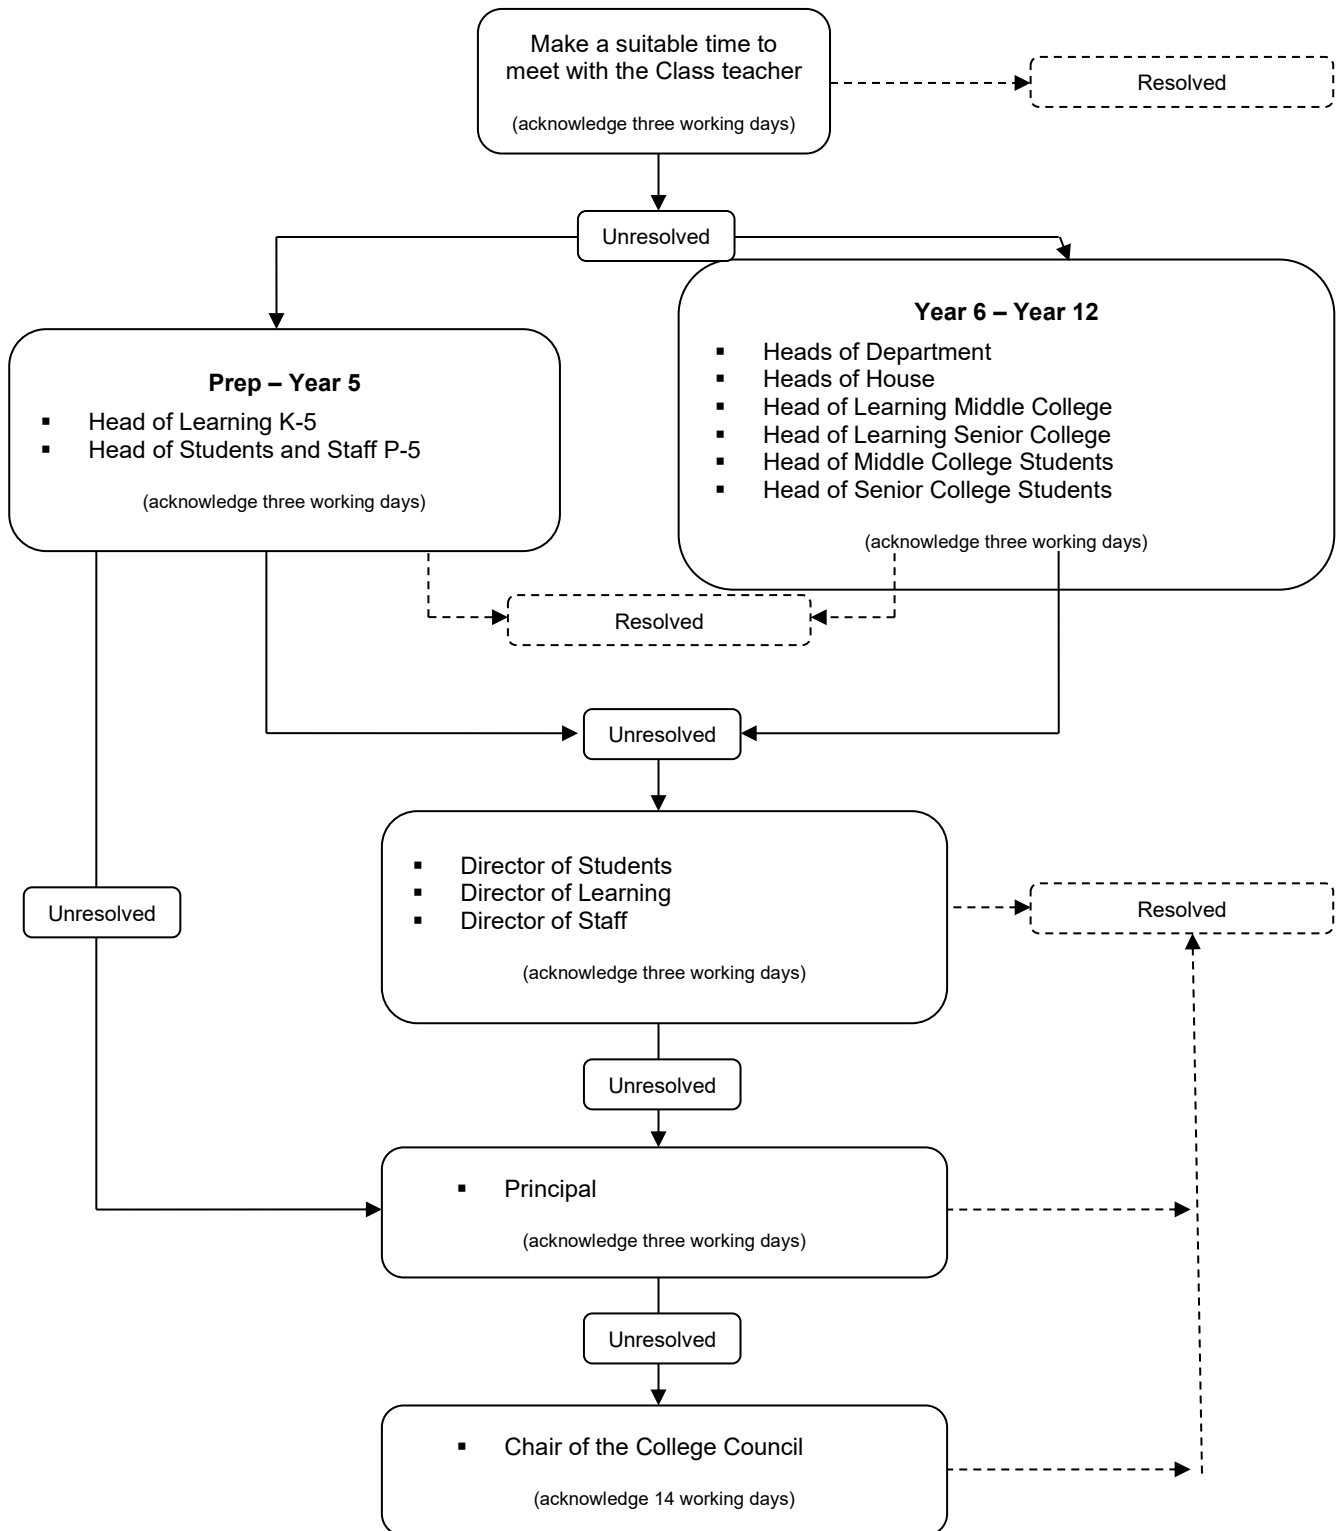 Make a suitable time to
meet with the Class teacher
(acknowledge three working days)
Resolved
Unresolved
Year 6 – Year 12
▪ Heads of Department
▪ Heads of House
▪ Head of Learning Middle College
▪ Head of Learning Senior College
▪ Head of Middle College Students
▪ Head of Senior College Students
(acknowledge three working days)
Prep – Year 5
▪ Head of Learning K-5
▪ Head of Students and Staff P-5
(acknowledge three working days)
Resolved
Unresolved
▪ Director of Students
▪ Director of Learning
▪ Director of Staff
(acknowledge three working days)
Unresolved
Resolved
Unresolved
▪ Principal
(acknowledge three working days)
Unresolved
▪ Chair of the College Council
(acknowledge 14 working days)